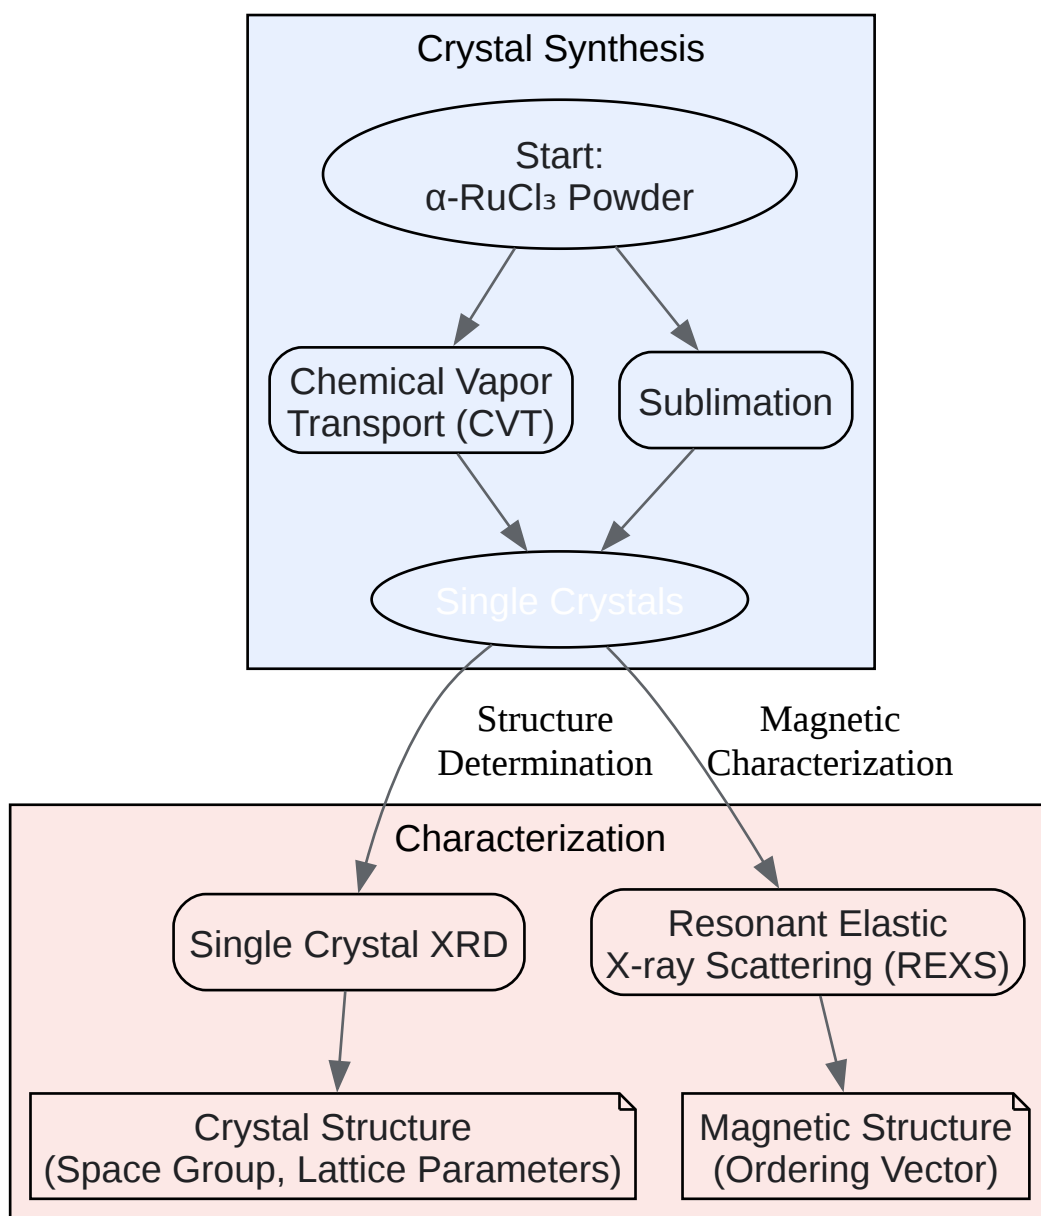 Crystal Synthesis
Start:
α-RuCl₃ Powder
Chemical Vapor
Transport (CVT)
Sublimation
Single Crystals
Structure
Determination
Magnetic
Characterization
Characterization
Single Crystal XRD
Resonant Elastic
X-ray Scattering (REXS)
Crystal Structure
(Space Group, Lattice Parameters)
Magnetic Structure
(Ordering Vector)